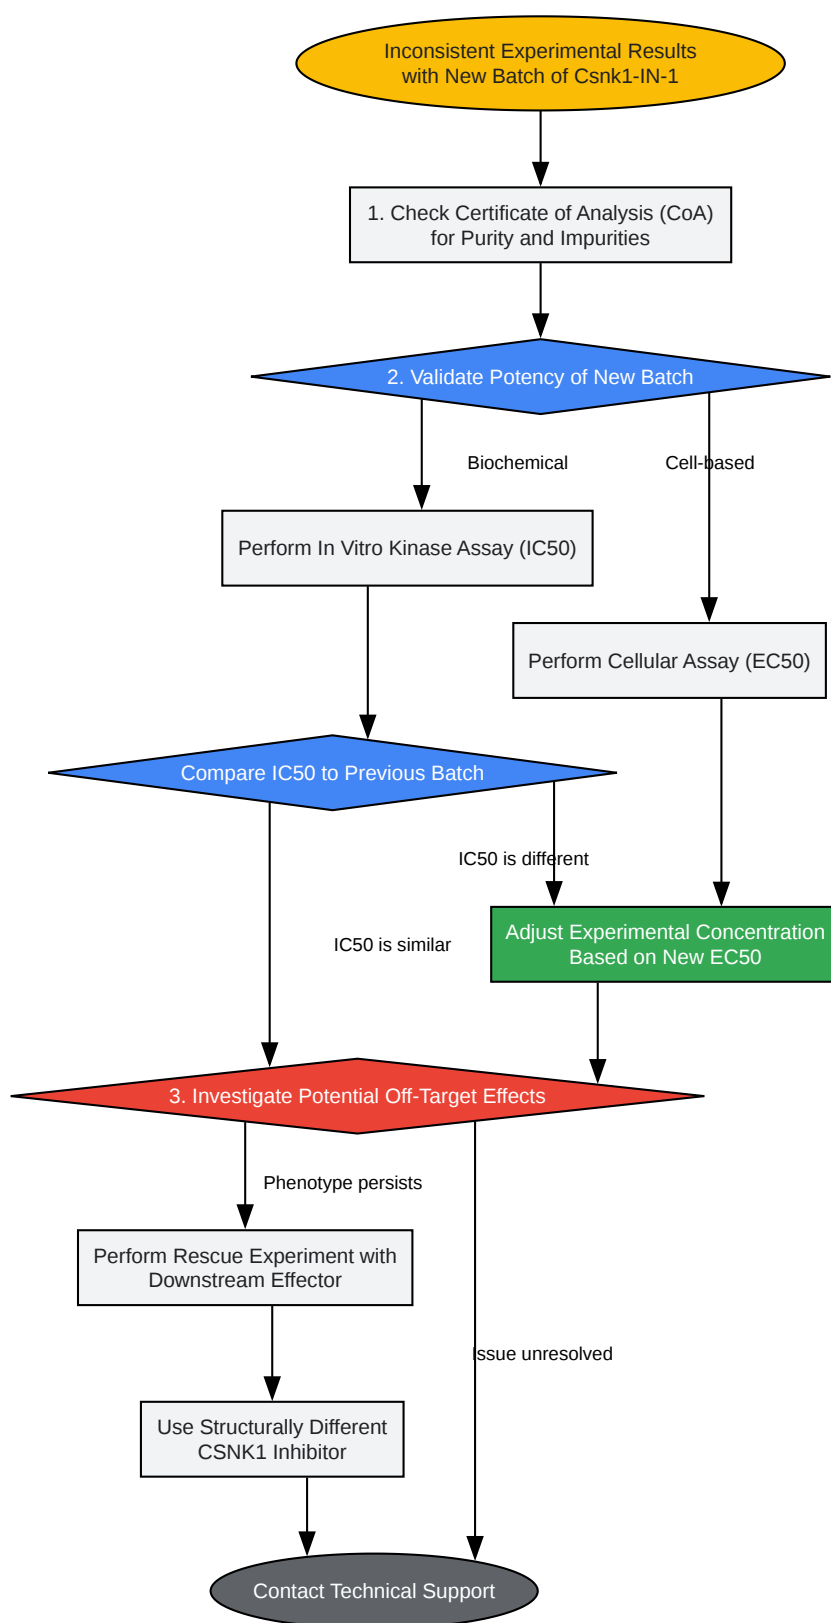 Inconsistent Experimental Results
with New Batch of Csnk1-IN-1
1. Check Certificate of Analysis (CoA)
for Purity and Impurities
2. Validate Potency of New Batch
Biochemical
Cell-based
Perform In Vitro Kinase Assay (IC50)
Perform Cellular Assay (EC50)
Compare IC50 to Previous Batch
IC50 is different
Adjust Experimental Concentration
Based on New EC50
IC50 is similar
3. Investigate Potential Off-Target Effects
Phenotype persists
Perform Rescue Experiment with
Downstream Effector
Issue unresolved
Use Structurally Different
CSNK1 Inhibitor
Contact Technical Support